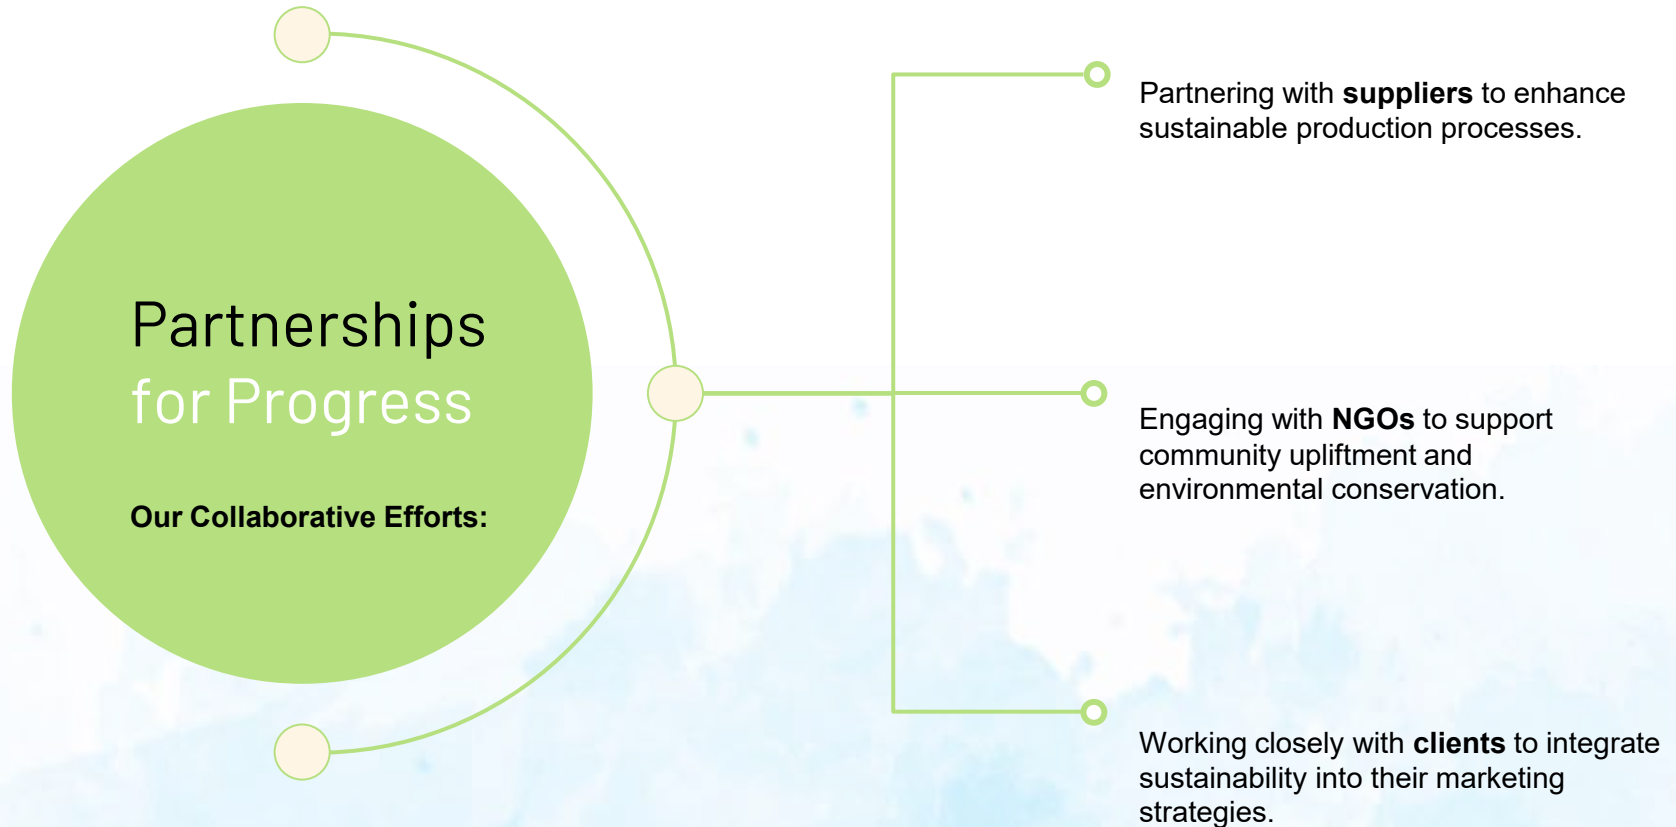 Partnerships
for Progress
Our Collaborative Efforts:
Partnering with suppliers to enhance
sustainable production processes.
Engaging with NGOs to support
community upliftment and
environmental conservation.
Working closely with clients to integrate
sustainability into their marketing
strategies.